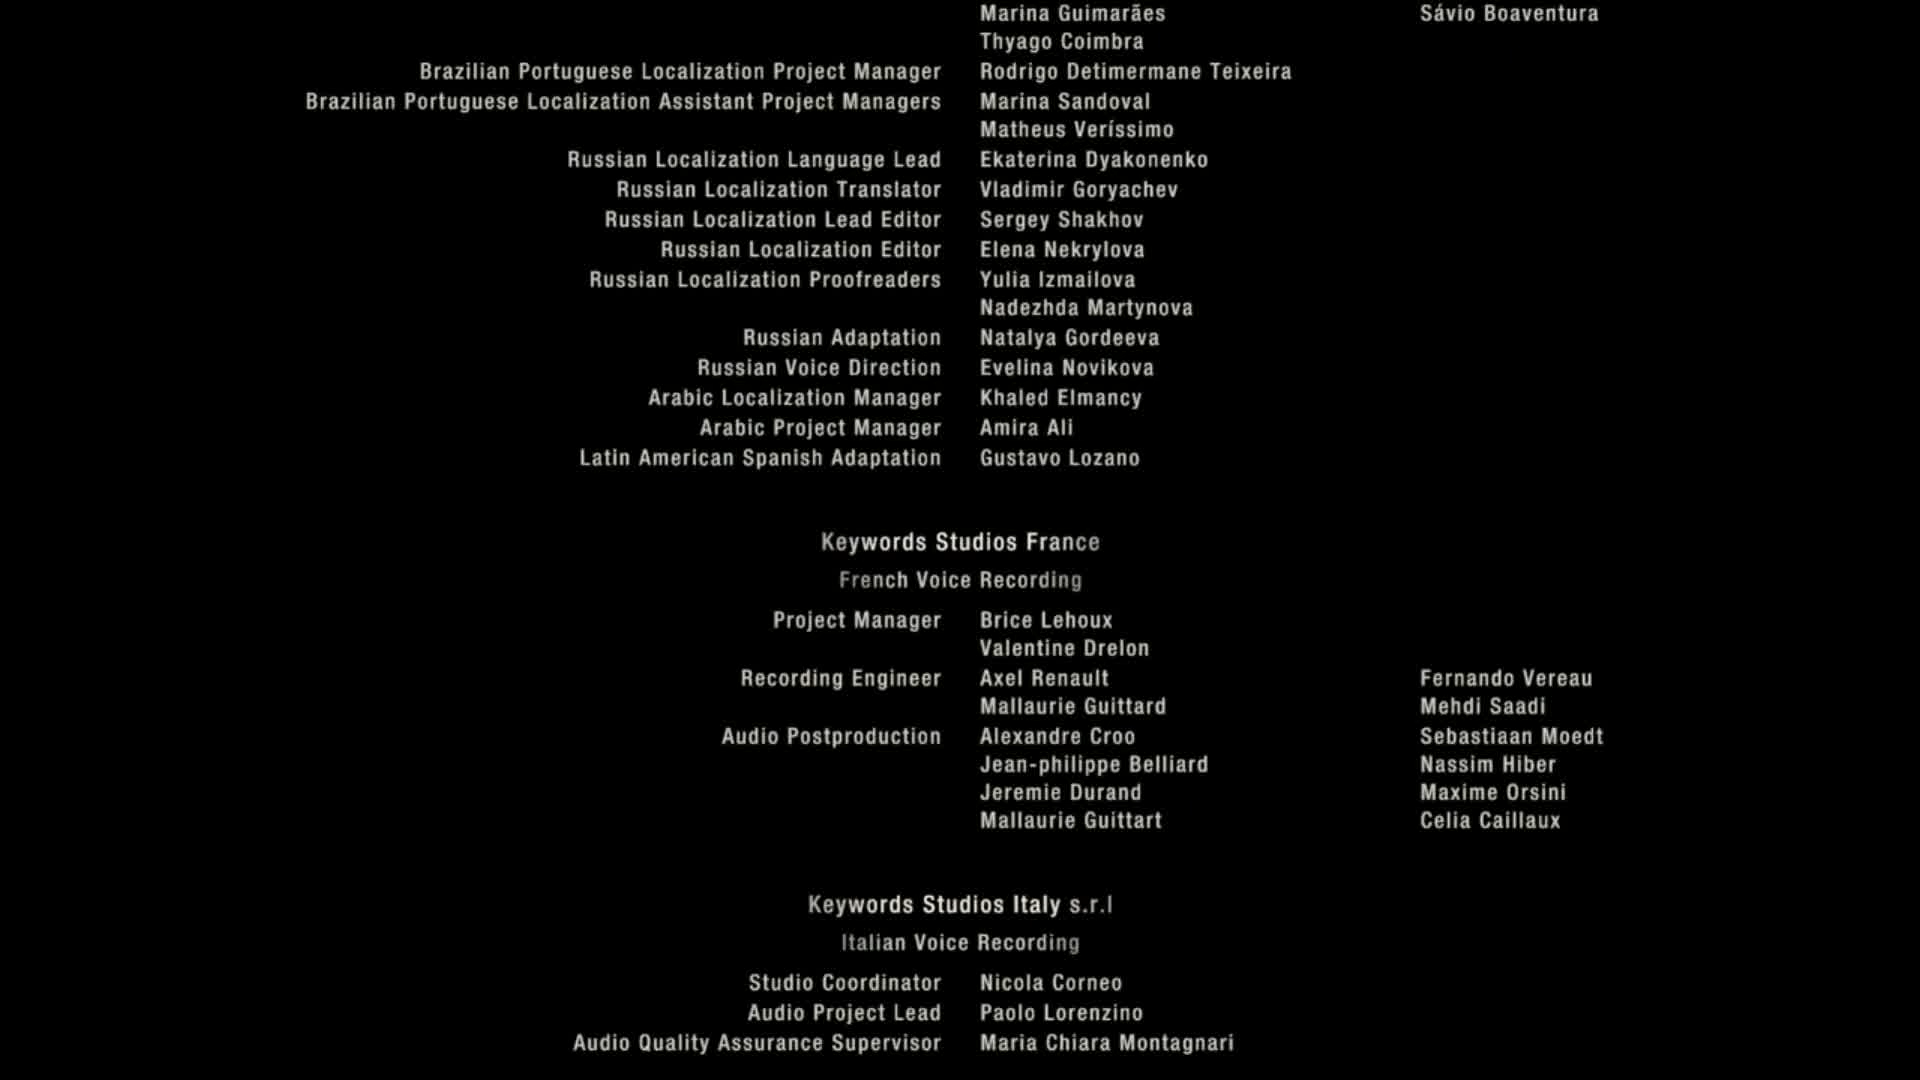 Marina Guimarães Sávio Boaventura
Thyago Coimbra
Brazilian Portuguese Localization Project Manager Rodrigo Detimermane Teixeira
Brazilian Portuguese Localization Assistant Project Managers Marina Sandoval
Matheus Veríssimo
Russian Localization Language Lead Ekaterina Dyakonenko
Russian Localization Translator Vladimir Goryachev
Russian Localization Lead Editor Sergey Shakhov
Russian Localization Editor Elena Nekrylova
Russian Localization Proofreaders Yulia Izmailova
Nadezhda Martynova
Russian Adaptation Natalya Gordeeva
Russian Voice Direction Evelina Novikova
Arabic Localization Manager Khaled Elmancy
Arabic Project Manager Amira Ali
Latin American Spanish Adaptation Gustavo Lozano
Keywords Studios France
French Voice Recording
Project Manager Brice Lehoux
Valentine Drelon
Recording Engineer Axel Renault Fernando Vereau
Mallaurie Guittard Mehdi Saadi
Audio Postproduction Alexandre Croo Sebastiaan Moedt
Jean-philippe Belliard Nassim Hiber
Jeremie Durand Maxime Orsini
Mallaurie Guittart Celia Caillaux
Keywords Studios Italy s.r.l
Italian Voice Recording
Studio Coordinator Nicola Corneo
Audio Project Lead Paolo Lorenzino
Audio Quality Assurance Supervisor Maria Chiara Montagnari